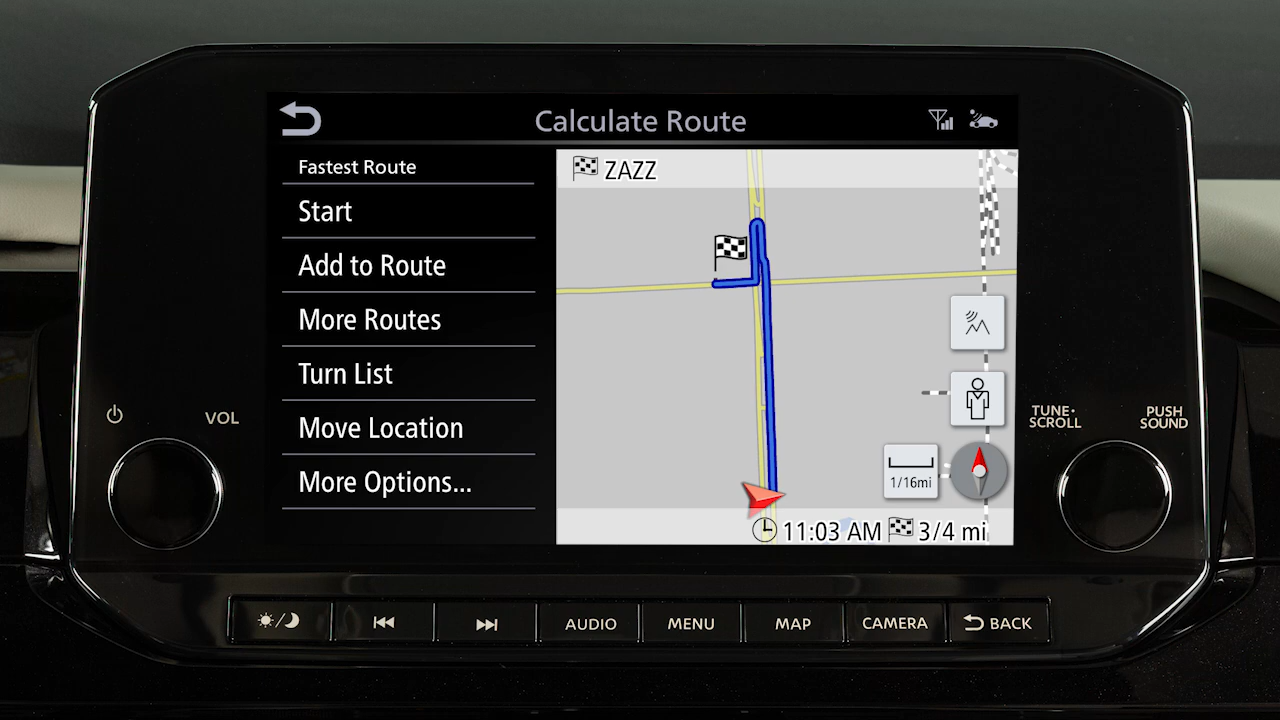 Calculate Route
Fastest Route
Start
Add to Route
More Routes
Turn List
Move Location
More Options...
ZAZZ
1/16mi
11:03 AM 3/4 mi
VOL
TUNE·
SCROLL
PUSH
SOUND
AUDIO
MENU
MAP
CAMERA
BACK